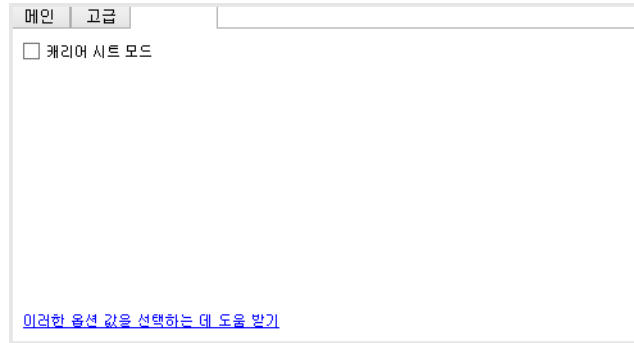 메인 고급
캐리어 시트 모드
이러한 옵션 값을 선택하는 데 도움 받기